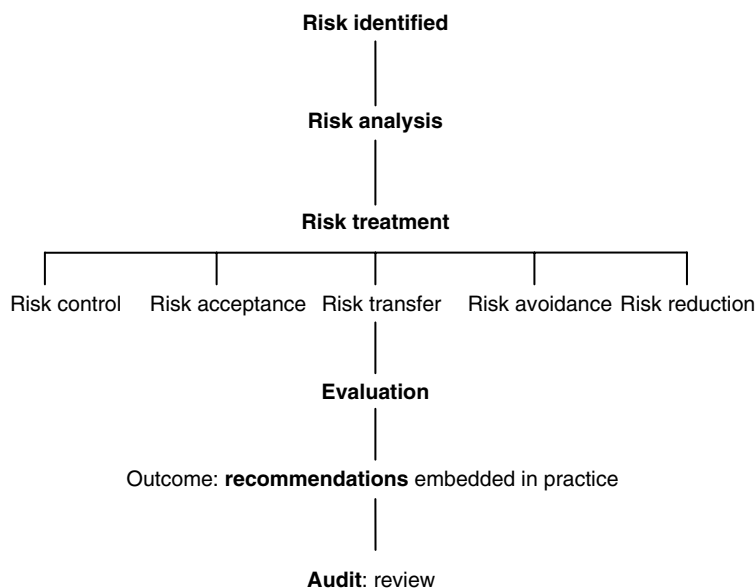 Risk identified
Risk analysis
Risk treatment
Risk control Risk acceptance Risk transfer Risk avoidance Risk reduction
Evaluation
Outcome: recommendations embedded in practice
Audit: review